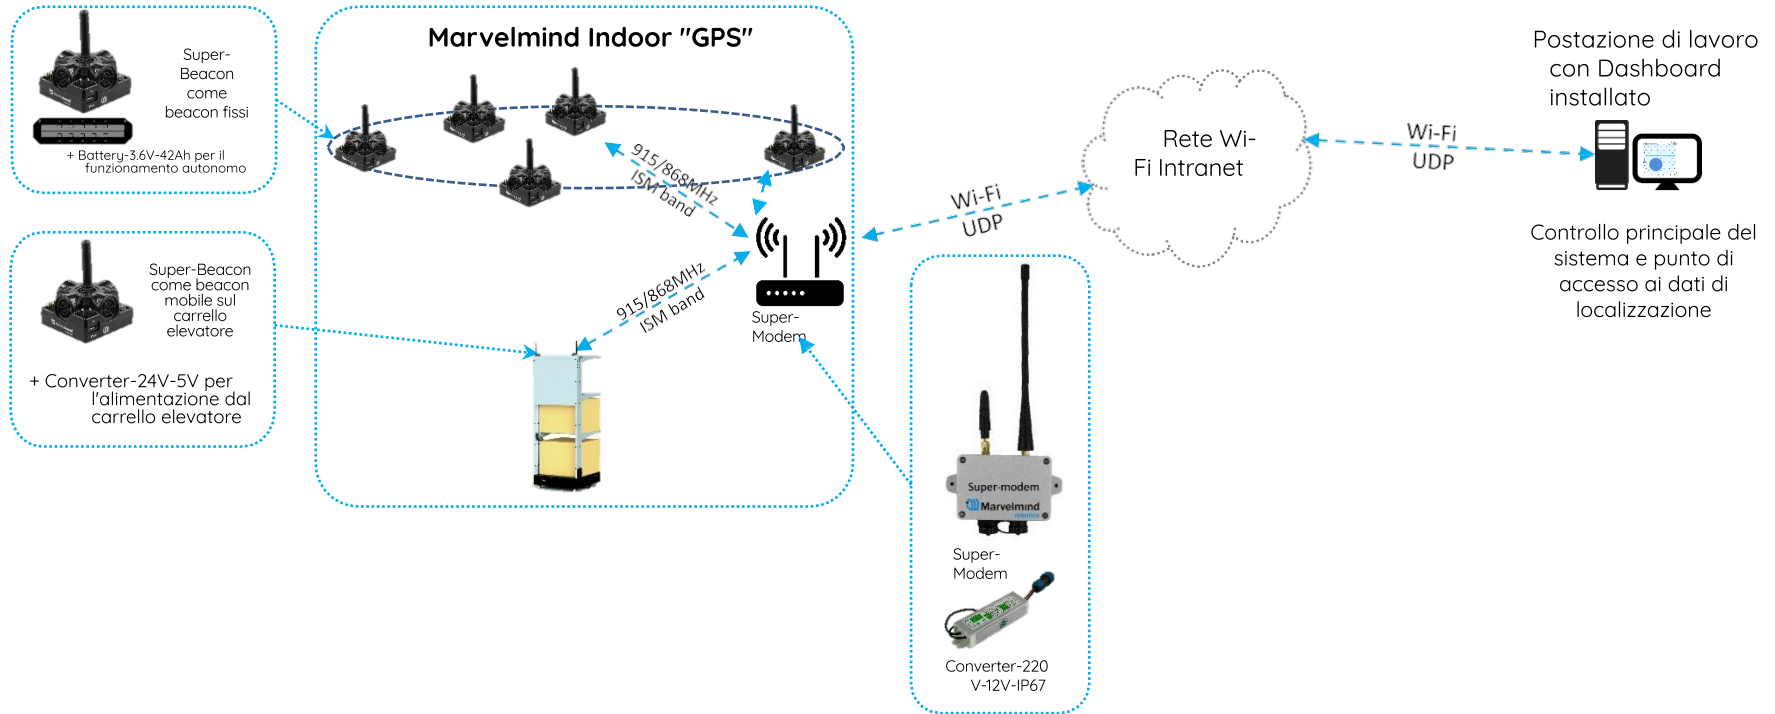 Marvelmind Indoor "GPS"
Super-
Beacon
come
beacon fissi
+ Battery-3.6V-42Ah per il
funzionamento autonomo
Super-Beacon
come beacon
mobile sul
carrello
elevatore
+ Converter-24V-5V per
l'alimentazione dal
carrello elevatore
915/868MHz
ISM band
915/868MHz
ISM band
Super-
Modem
Wi-Fi
UDP
Rete Wi-
Fi Intranet
Wi-Fi
UDP
Postazione di lavoro
con Dashboard
installato
Controllo principale del
sistema e punto di
accesso ai dati di
localizzazione
Super-modem
Marvelmind
robotics
Super-
Modem
Converter-220
V-12V-IP67